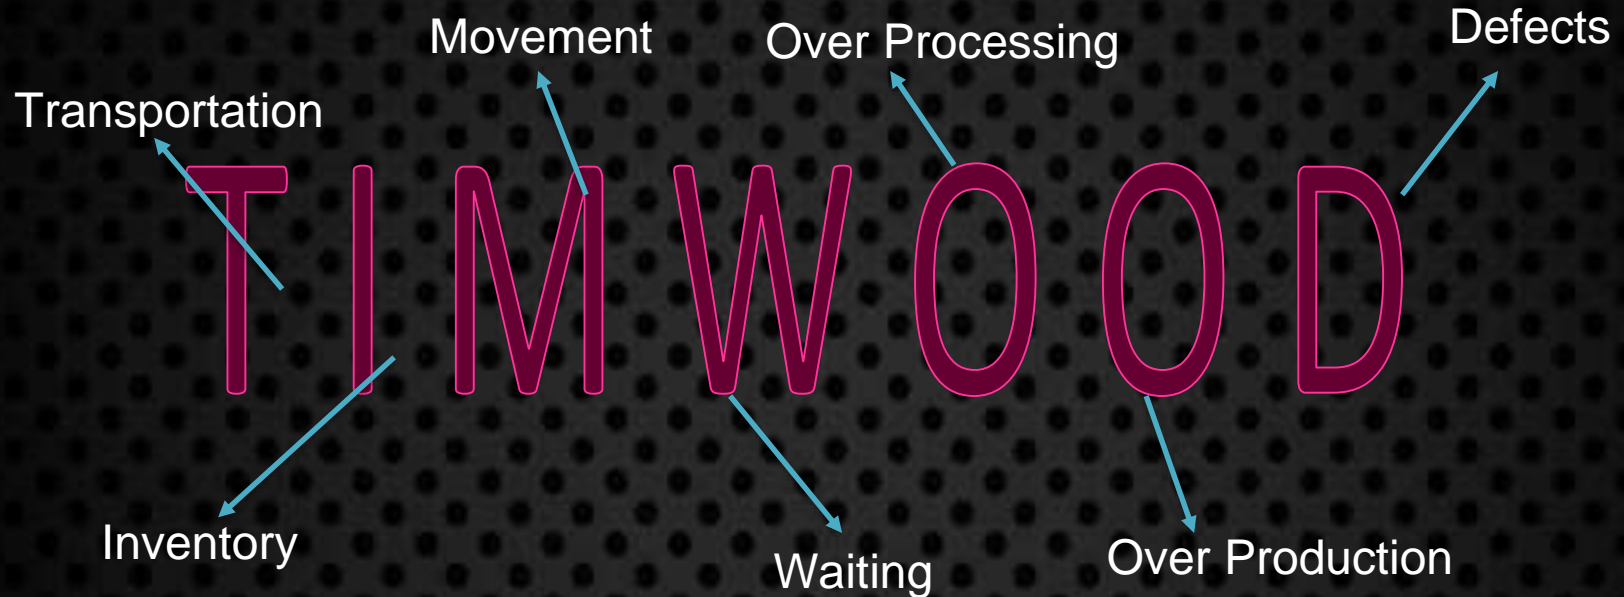 Movement
Over Processing
Defects
Transportation
TIMWOOD
Inventory
Waiting
Over Production